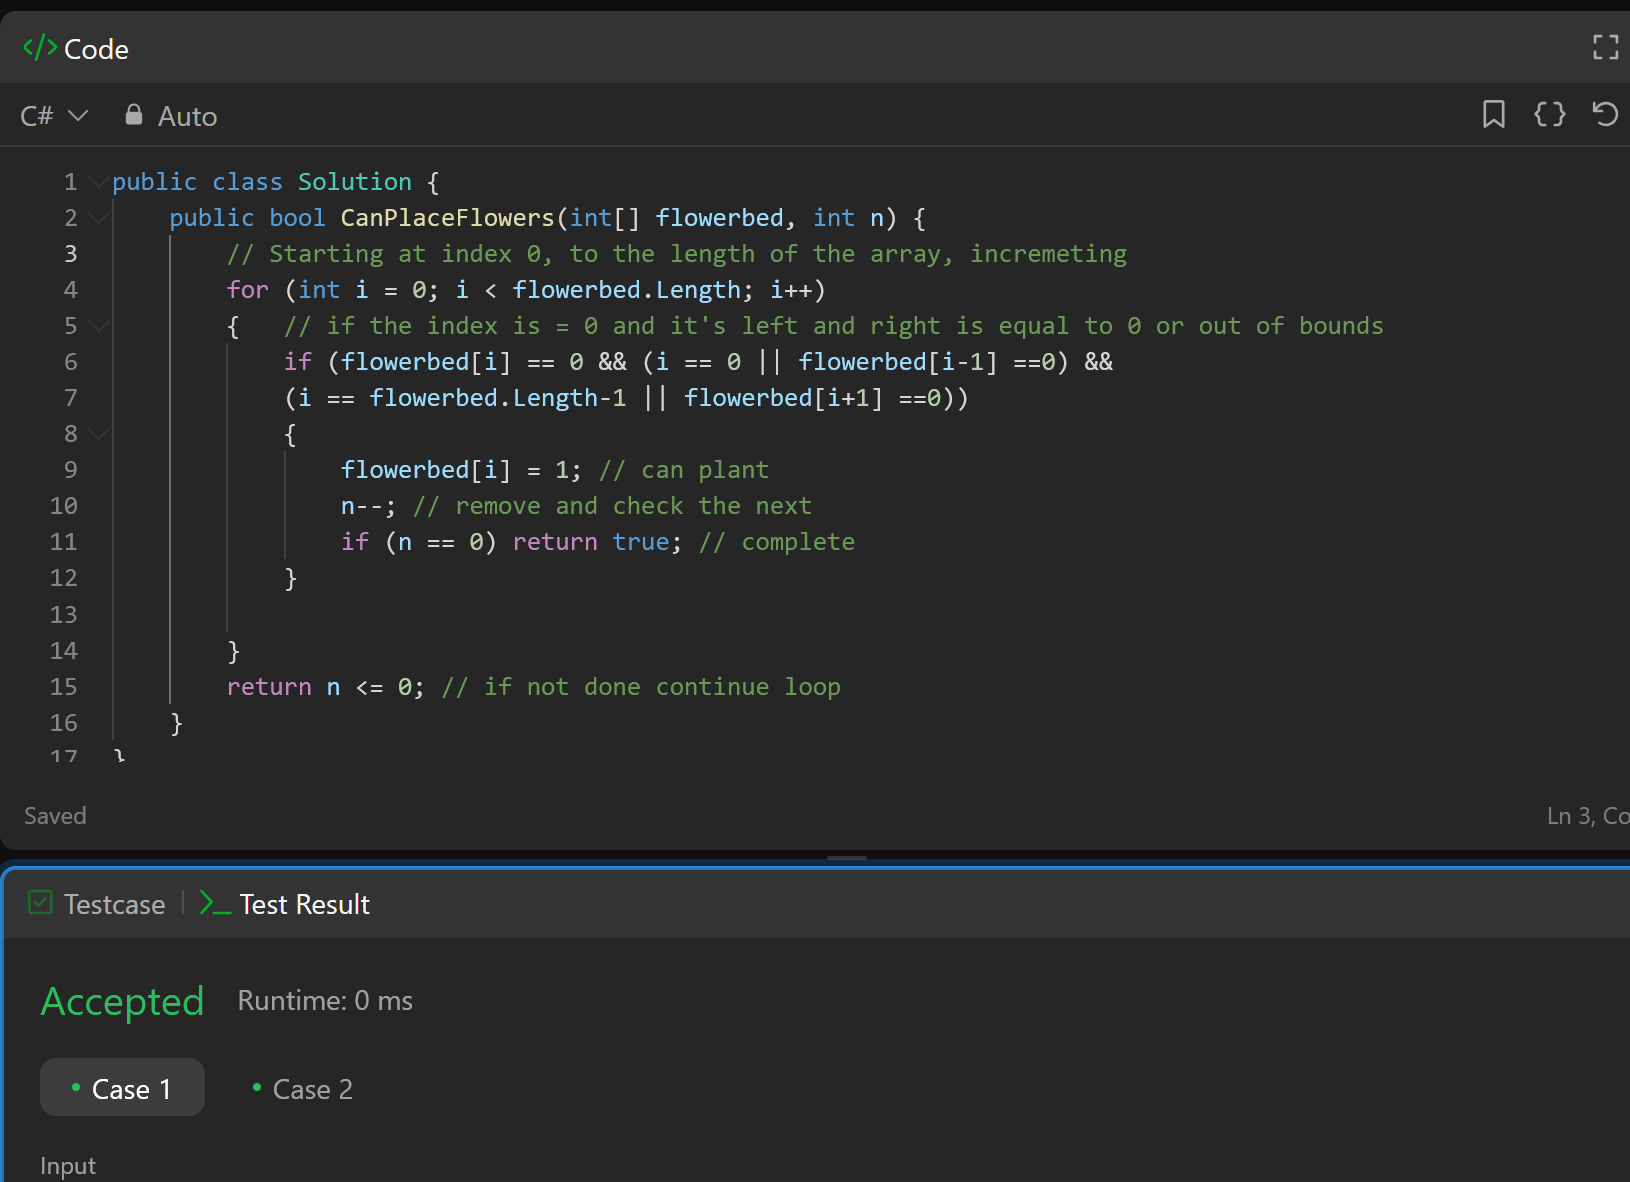 </> Code
C# Auto
1 public class Solution {
2 public bool CanPlaceFlowers(int[] flowerbed, int n) {
3 // Starting at index 0, to the length of the array, incremeting
4 for (int i = 0; i < flowerbed.Length; i++)
5 { // if the index is = 0 and it's left and right is equal to 0 or out of bounds
6 if (flowerbed[i] == 0 && (i == 0 || flowerbed[i-1] ==0) &&
7 (i == flowerbed.Length-1 || flowerbed[i+1] ==0))
8 {
9 flowerbed[i] = 1; // can plant
10 n--; // remove and check the next
11 if (n == 0) return true; // complete
12 }
13
14 }
15 return n <= 0; // if not done continue loop
16 }
17 }
Saved Ln 3, Co
Testcase | >_ Test Result
Accepted Runtime: 0 ms
• Case 1 • Case 2
Input